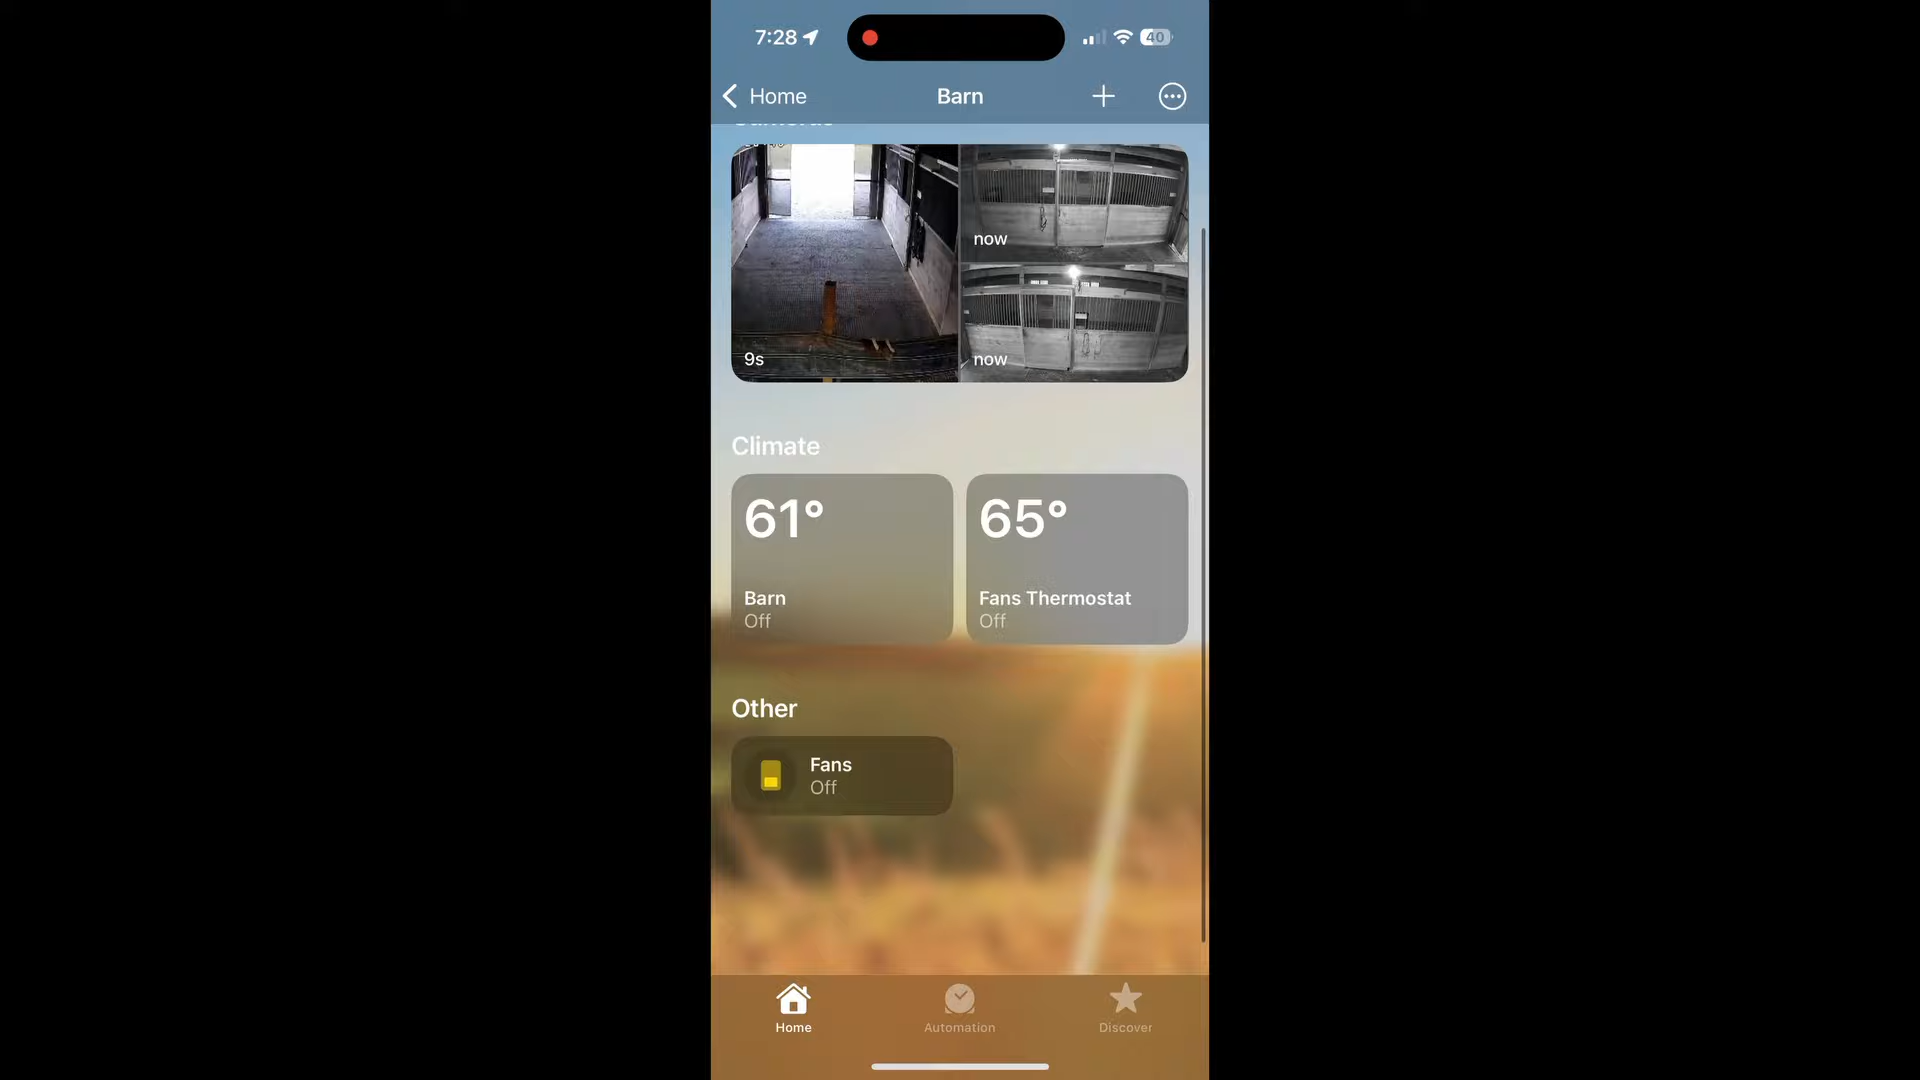 7:28
40
Home
Barn
9s
now
now
Climate
61°
Barn
Off
65°
Fans Thermostat
Off
Other
Fans
Off
Home
Automation
Discover